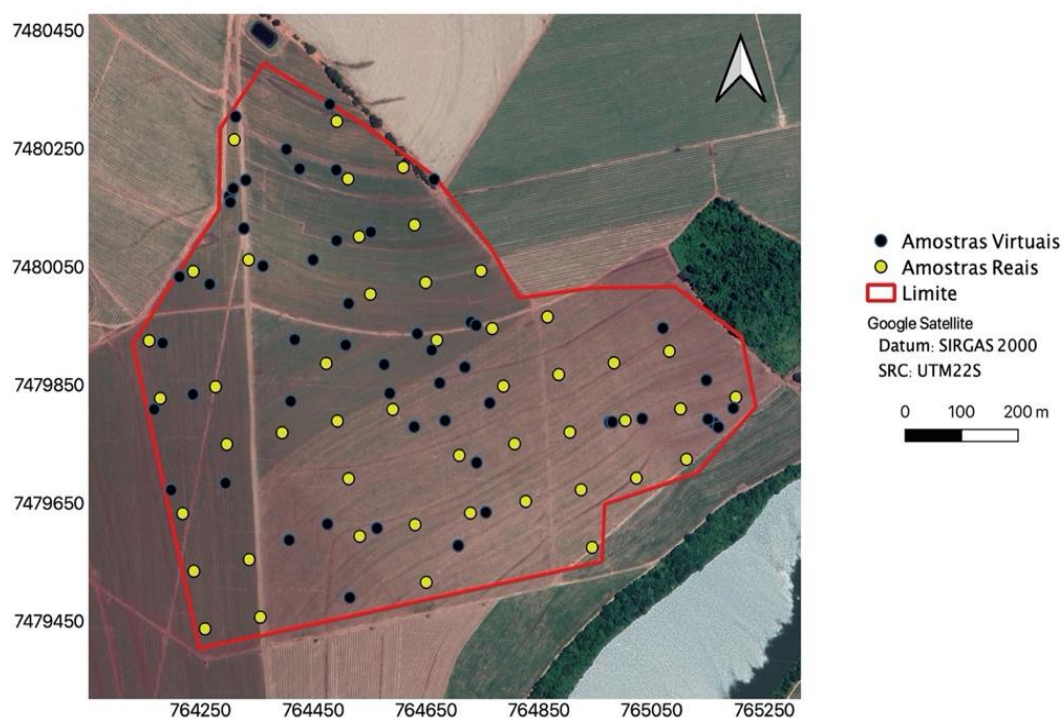 7480450
7480250
7480050
7479850
7479650
7479450
764250 764450 764650 764850 765050 765250
Amostras Virtuais
Amostras Reais
Limite
Google Satellite
Datum: SIRGAS 2000
SRC: UTM22S
0 100 200 m